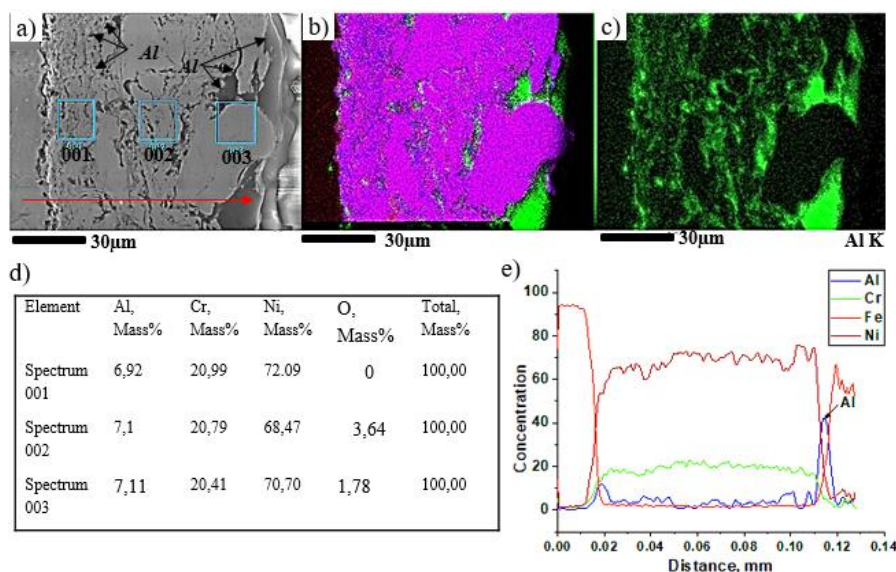 a)
Al
Al
001
002
003
30µm
b)
30µm
c)
30µm
Al K
d)
Element Al, Mass% Cr, Mass% Ni, Mass% O, Mass% Total, Mass%
Spectrum 001 6,92 20,99 72.09 0 100,00
Spectrum 002 7,1 20,79 68,47 3,64 100,00
Spectrum 003 7,11 20,41 70,70 1,78 100,00
e)
Concentration
100
80
60
40
20
0
Al
Cr
Fe
Ni
Al
0.00 0.02 0.04 0.06 0.08 0.10 0.12 0.14
Distance, mm